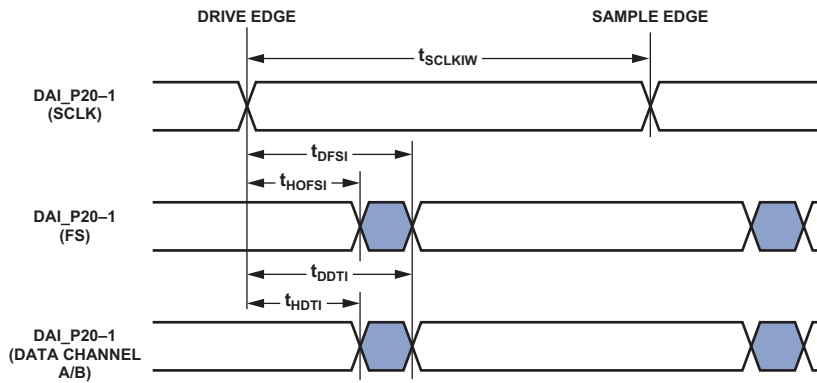 DRIVE EDGE
SAMPLE EDGE
tSCLKIW
DAI_P20–1
(SCLK)
tDFSI
tHOFSI
DAI_P20–1
(FS)
tDDTI
tHDTI
DAI_P20–1
(DATA CHANNEL
A/B)